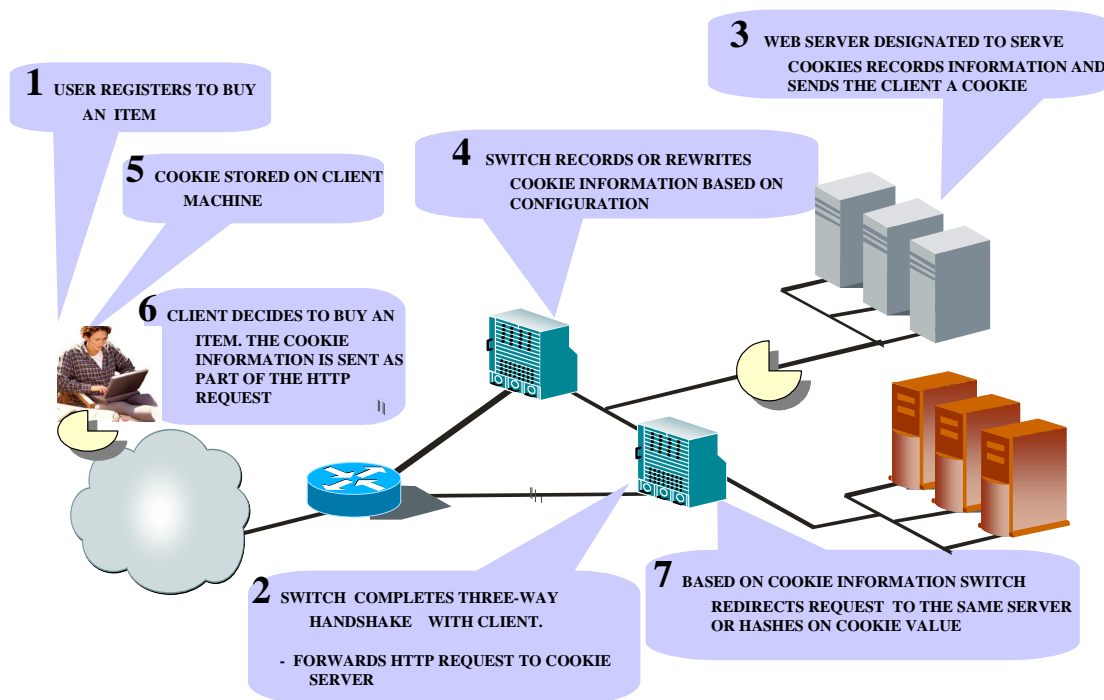 1 USER REGISTERS TO BUY
AN ITEM
5 COOKIE STORED ON CLIENT
MACHINE
3 WEB SERVER DESIGNATED TO SERVE
COOKIES RECORDS INFORMATION AND
SENDS THE CLIENT A COOKIE
4 SWITCH RECORDS OR REWRITES
COOKIE INFORMATION BASED ON
CONFIGURATION
6 CLIENT DECIDES TO BUY AN
ITEM. THE COOKIE
INFORMATION IS SENT AS
PART OF THE HTTP
REQUEST
2 SWITCH COMPLETES THREE-WAY
HANDSHAKE WITH CLIENT.
- FORWARDS HTTP REQUEST TO COOKIE
SERVER
7 BASED ON COOKIE INFORMATION SWITCH
REDIRECTS REQUEST TO THE SAME SERVER
OR HASHES ON COOKIE VALUE